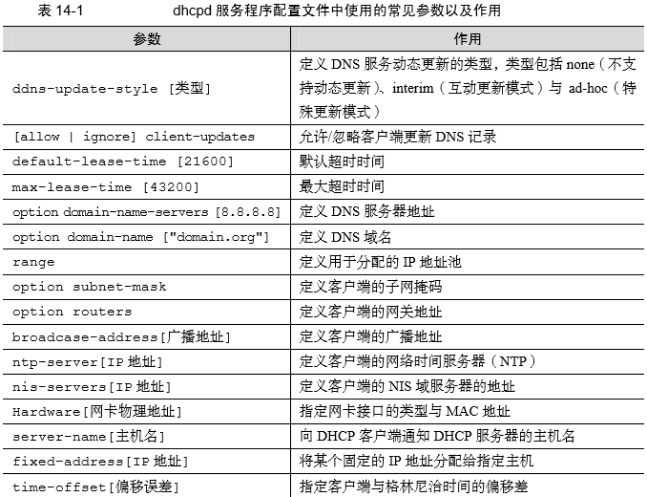 表 14-1 dhcpd 服务程序配置文件中使用的常见参数以及作用
参数 作用
ddns-update-style [类型] 定义 DNS 服务动态更新的类型，类型包括 none（不支
持动态更新）、interim（互动更新模式）与 ad-hoc（特
殊更新模式）
[allow | ignore] client-updates 允许/忽略客户端更新 DNS 记录
default-lease-time [21600] 默认超时时间
max-lease-time [43200] 最大超时时间
option domain-name-servers [8.8.8.8] 定义 DNS 服务器地址
option domain-name ["domain.org"] 定义 DNS 域名
range 定义用于分配的 IP 地址池
option subnet-mask 定义客户端的子网掩码
option routers 定义客户端的网关地址
broadcase-address[广播地址] 定义客户端的广播地址
ntp-server[IP 地址] 定义客户端的网络时间服务器（NTP）
nis-servers[IP 地址] 定义客户端的 NIS 域服务器的地址
Hardware[网卡物理地址] 指定网卡接口的类型与 MAC 地址
server-name[主机名] 向 DHCP 客户端通知 DHCP 服务器的主机名
fixed-address[IP 地址] 将某个固定的 IP 地址分配给指定主机
time-offset[偏移误差] 指定客户端与格林尼治时间的偏移差